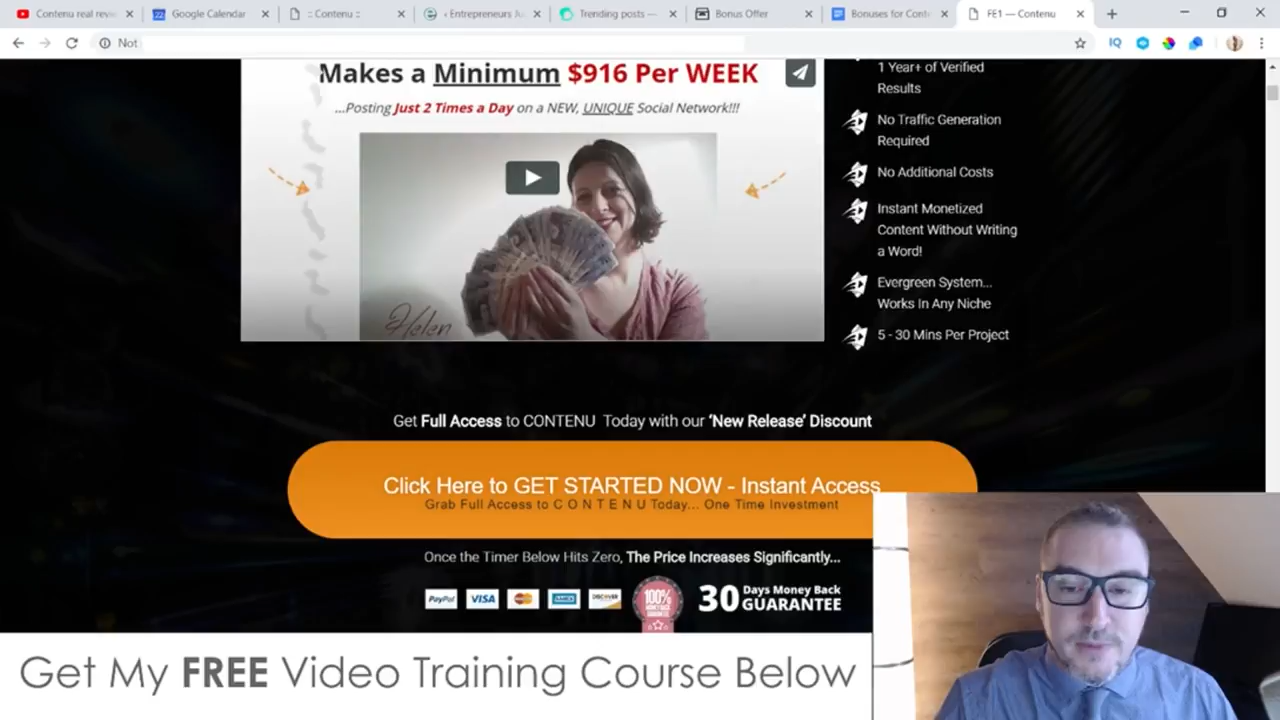 Contenu real revi
Google Calendar
:: Contenu ::
‹ Entrepreneurs Ju
Trending posts —
Bonus Offer
Bonuses for Cont
FE1 — Contenu
Not
IQ
Makes a Minimum $916 Per WEEK
...Posting Just 2 Times a Day on a NEW, UNIQUE Social Network!!!
Helen
1 Year+ of Verified
Results
No Traffic Generation
Required
No Additional Costs
Instant Monetized
Content Without Writing
a Word!
Evergreen System...
Works In Any Niche
5 - 30 Mins Per Project
Get Full Access to CONTENU Today with our ‘New Release’ Discount
Click Here to GET STARTED NOW - Instant Access
Grab Full Access to C O N T E N U Today... One Time Investment
Once the Timer Below Hits Zero, The Price Increases Significantly...
PayPal
VISA
DISCOVER
100%
30 Days Money Back
GUARANTEE
Get My FREE Video Training Course Below